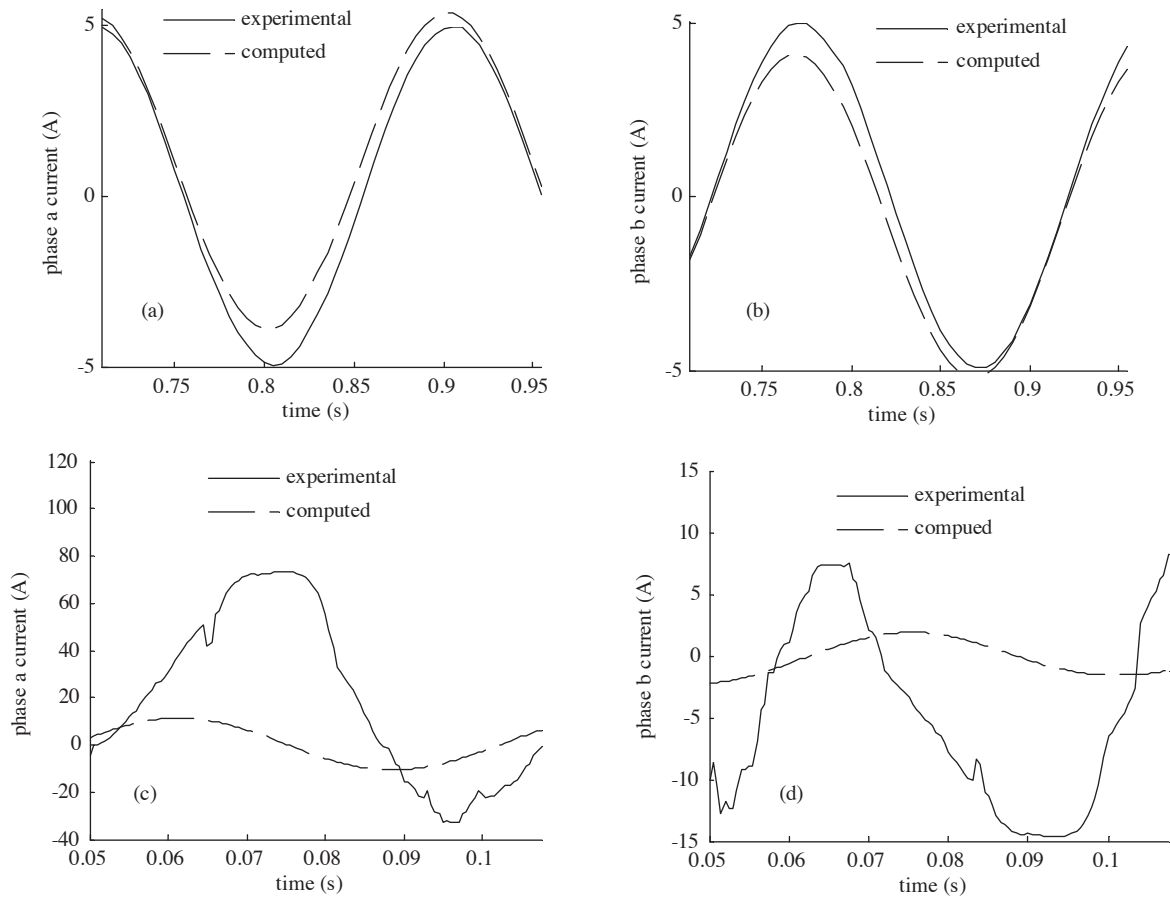 5
0
-5
phase a current (A)
experimental
computed
(a)
0.75
0.8
0.85
0.9
0.95
time (s)
5
0
-5
phase b current (A)
experimental
computed
(b)
0.75
0.8
0.85
0.9
0.95
time (s)
120
100
80
60
40
20
0
-20
-40
phase a current (A)
experimental
computed
(c)
0.05
0.06
0.07
0.08
0.09
0.1
time (s)
15
10
5
0
-5
-10
-15
phase b current (A)
experimental
compued
(d)
0.05
0.06
0.07
0.08
0.09
0.1
time (s)